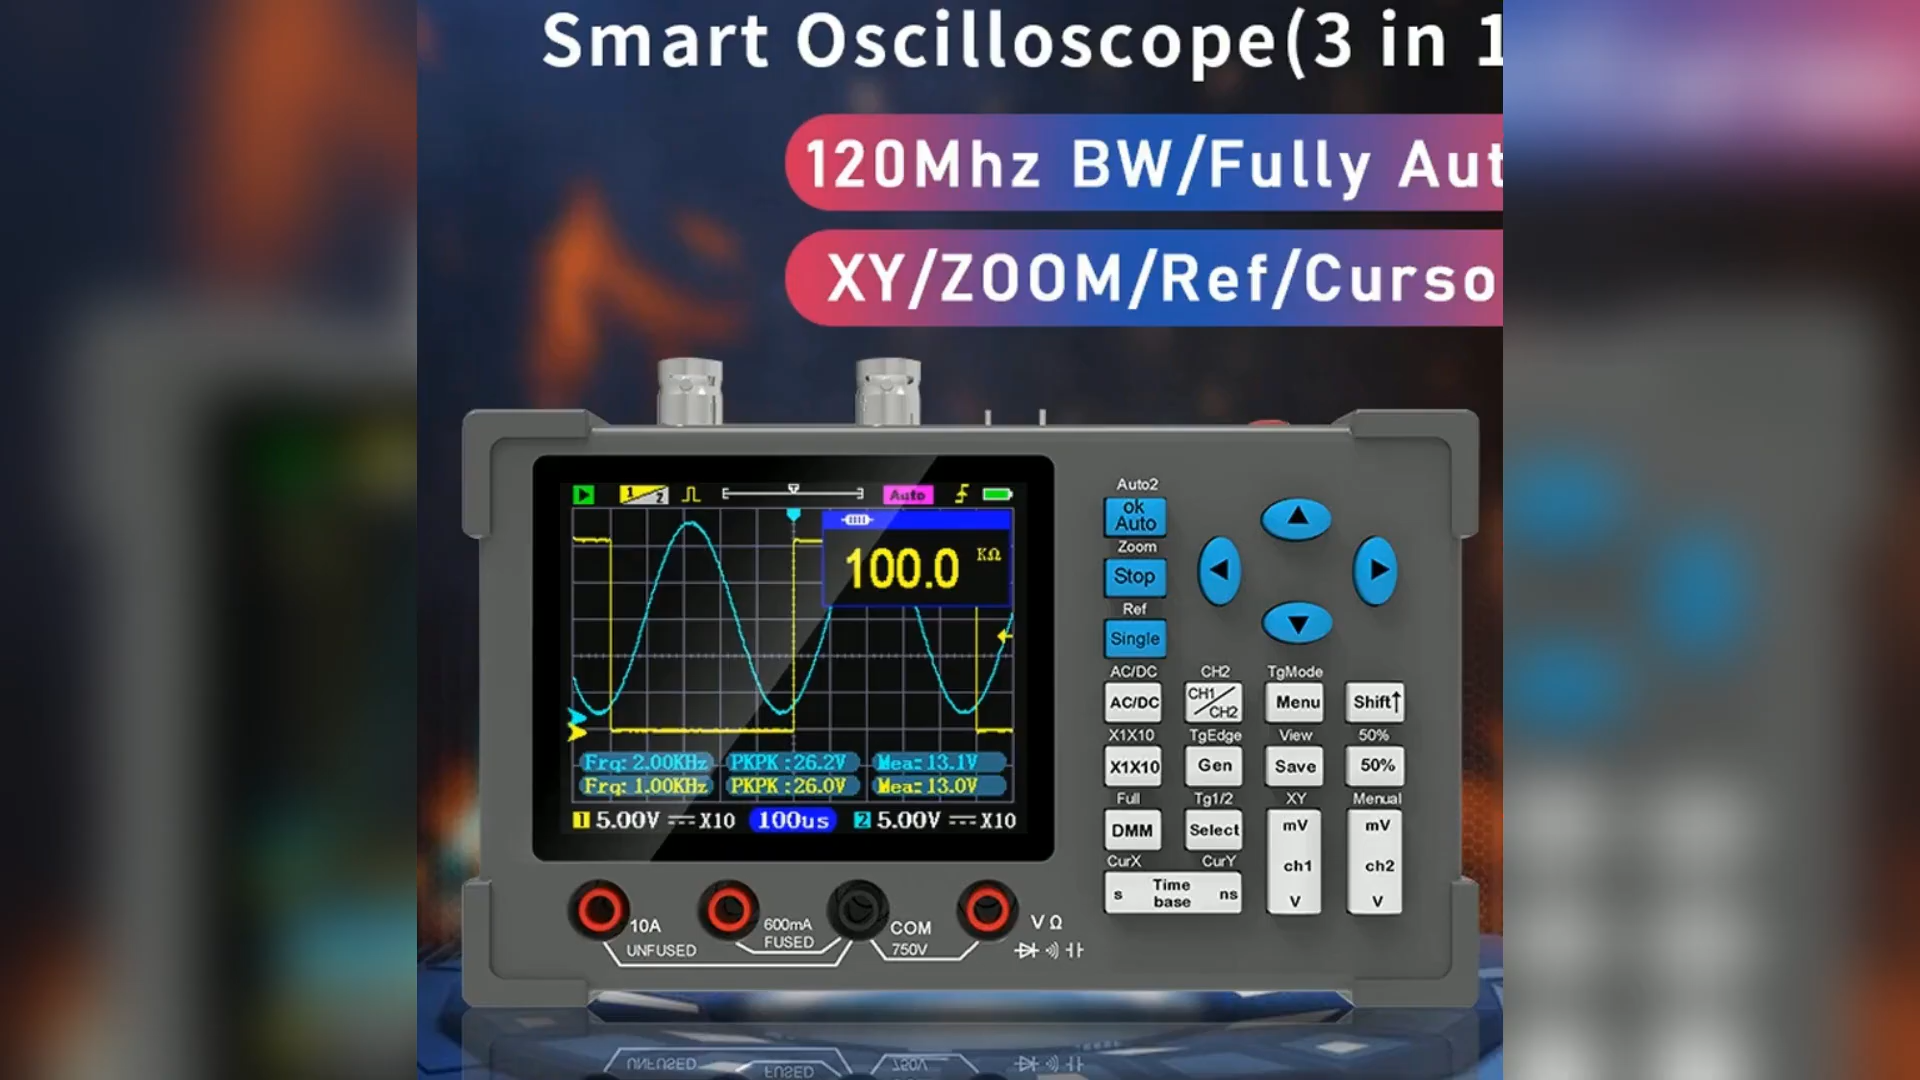 Smart Oscilloscope(3 in 1
120Mhz BW/Fully Aut
XY/ZOOM/Ref/Curso
1 2 Auto
100.0 KΩ
Frq: 2.00KHz PKPK :26.2V Mea: 13.1V
Frq: 1.00KHz PKPK :26.0V Mea: 13.0V
1 5.00V X10 100us 2 5.00V X10
Auto2
ok
Auto
Zoom
Stop
Ref
Single
AC/DC CH2 TgMode
AC/DC CH1/CH2 Menu Shift↑
X1X10 TgEdge View 50%
X1X10 Gen Save 50%
Full Tg1/2 XY Menual
DMM Select mV mV
CurX CurY ch1 ch2
s Time base ns V V
10A 600mA COM V Ω
UNFUSED FUSED 750V